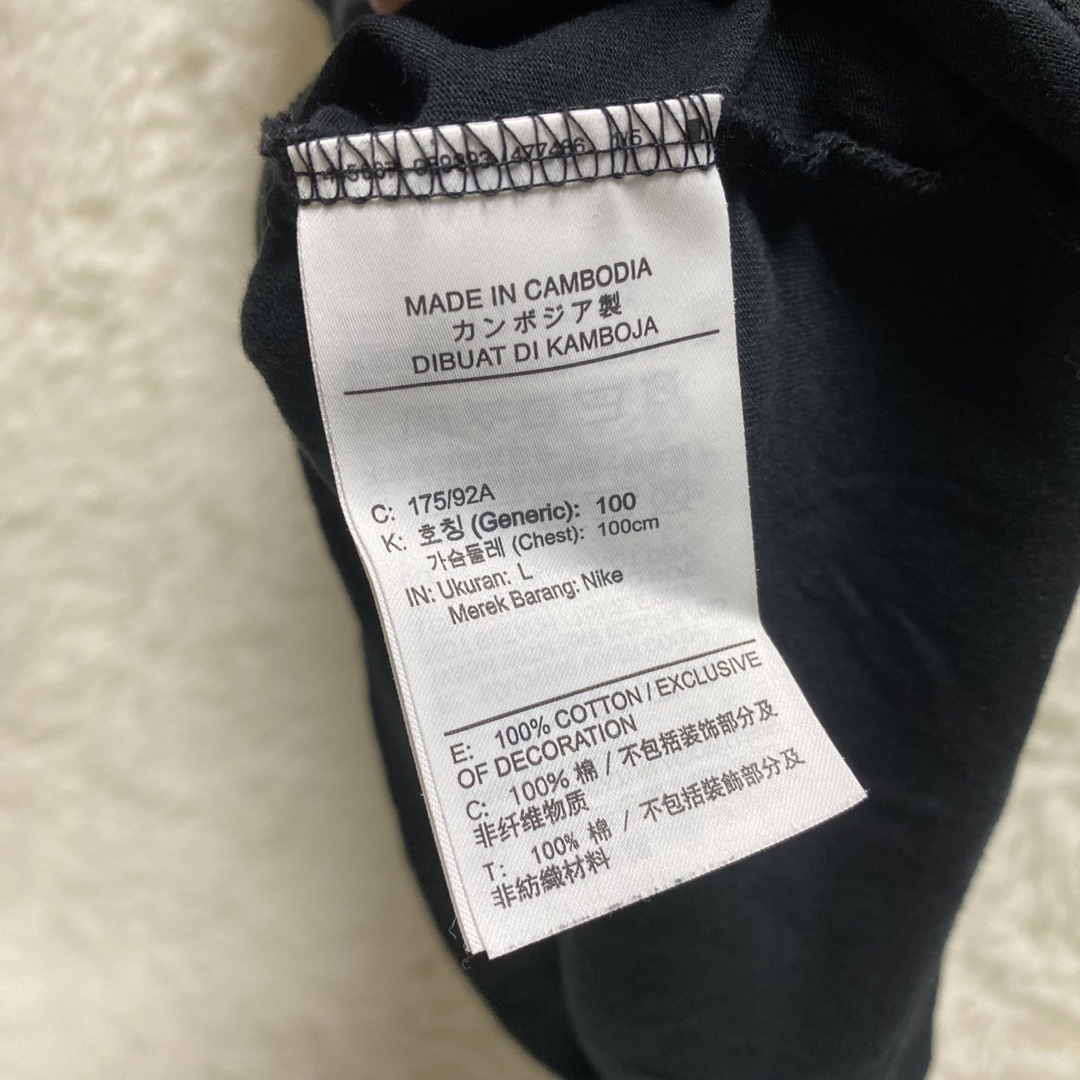 477466 1/5
MADE IN CAMBODIA
カンボジア製
DIBUAT DI KAMBOJA
C: 175/92A
K: 호칭 (Generic): 100
가슴둘레 (Chest): 100cm
IN: Ukuran: L
Merek Barang: Nike
E: 100% COTTON / EXCLUSIVE
OF DECORATION
C: 100% 棉 / 不包括装饰部分及
非纤维物质
T: 100% 棉 / 不包括裝飾部分及
非紡織材料